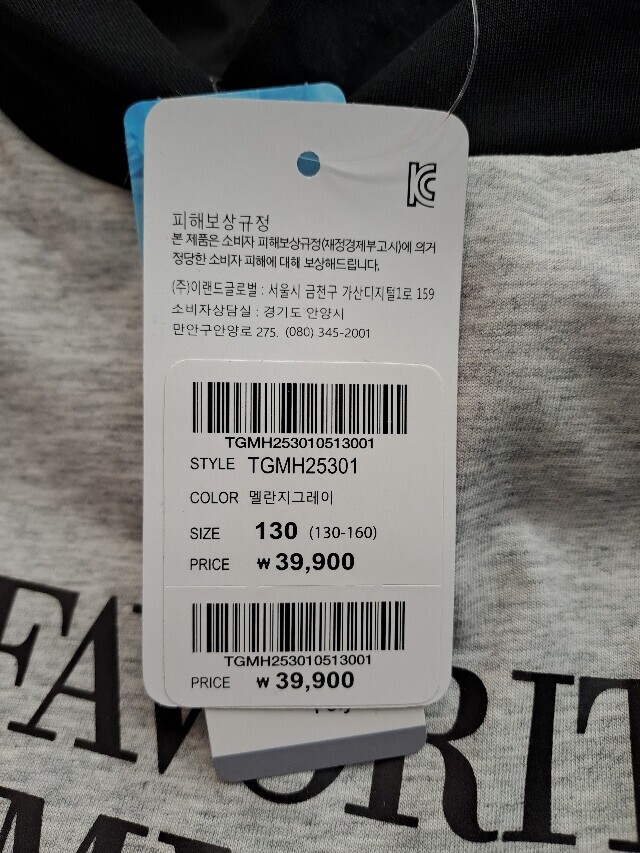 KC
피해보상규정
본 제품은 소비자 피해보상규정(재정경제부고시)에 의거
정당한 소비자 피해에 대해 보상해드립니다.
(주)이랜드글로벌 : 서울시 금천구 가산디지털1로 159
소비자상담실 : 경기도 안양시
만안구안양로 275. (080) 345-2001
TGMH253010513001
STYLE TGMH25301
COLOR 멜란지그레이
SIZE 130 (130-160)
PRICE ₩ 39,900
TGMH253010513001
PRICE ₩ 39,900